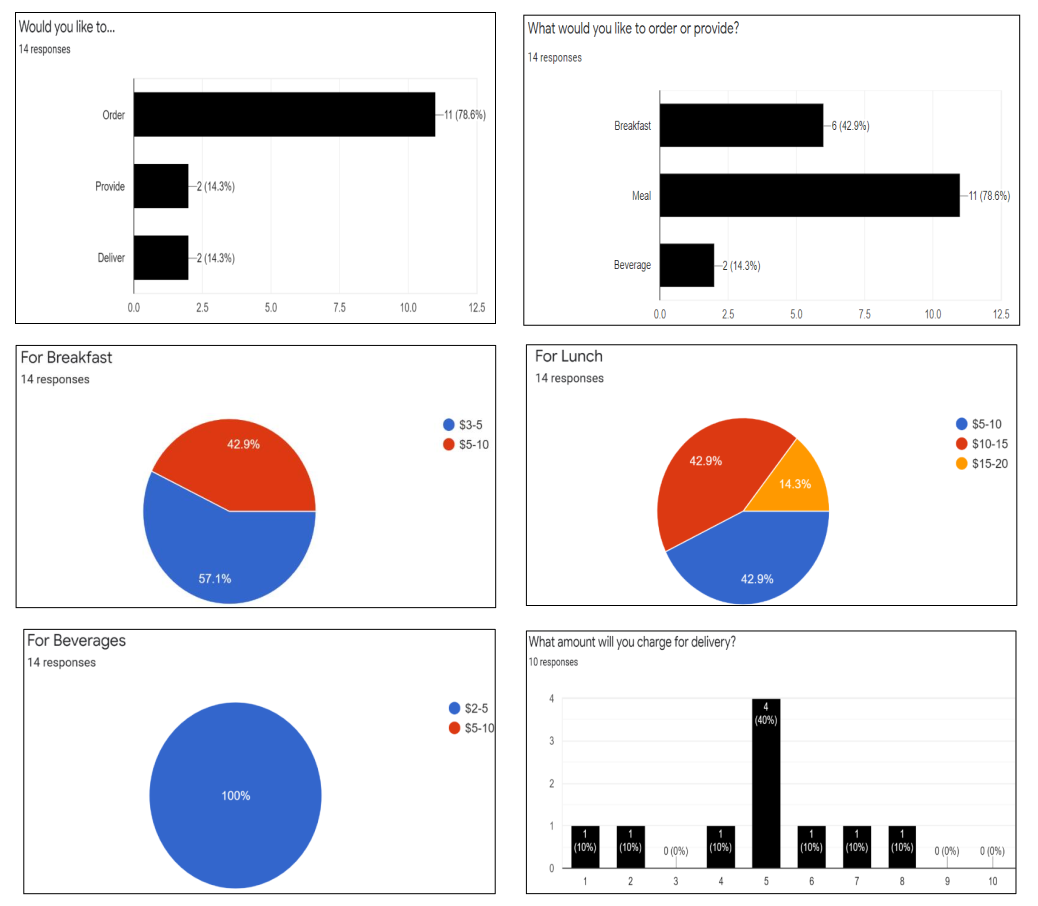 Would you like to...
14 responses
Order
11 (78.6%)
Provide
2 (14.3%)
Deliver
2 (14.3%)
0.0 2.5 5.0 7.5 10.0 12.5
What would you like to order or provide?
14 responses
Breakfast
6 (42.9%)
Meal
11 (78.6%)
Beverage
2 (14.3%)
0.0 2.5 5.0 7.5 10.0 12.5
For Breakfast
14 responses
$3-5
$5-10
42.9%
57.1%
For Lunch
14 responses
$5-10
$10-15
$15-20
42.9%
14.3%
42.9%
For Beverages
14 responses
$2-5
$5-10
100%
What amount will you charge for delivery?
10 responses
4
3
2
1
0
1 (10%)
1 (10%)
0 (0%)
1 (10%)
4 (40%)
1 (10%)
1 (10%)
1 (10%)
0 (0%)
0 (0%)
1 2 3 4 5 6 7 8 9 10